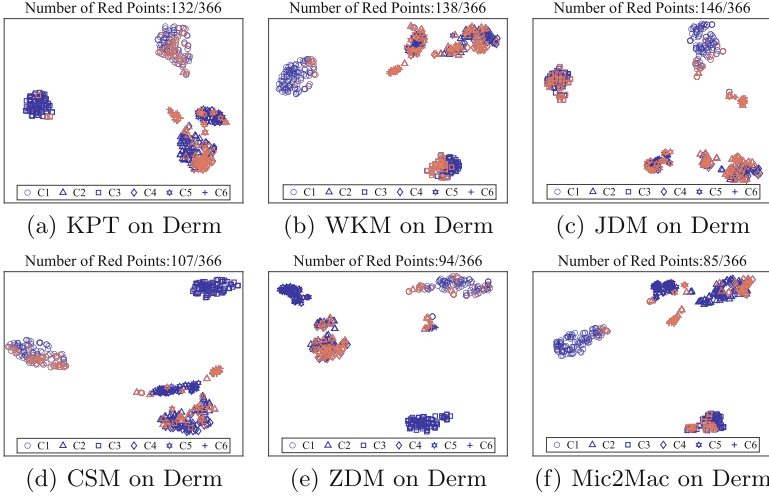 Number of Red Points:132/366
Number of Red Points:138/366
Number of Red Points:146/366
C1 C2 C3 C4 C5 C6
C1 C2 C3 C4 C5 C6
C1 C2 C3 C4 C5 C6
(a) KPT on Derm
(b) WKM on Derm
(c) JDM on Derm
Number of Red Points:107/366
Number of Red Points:94/366
Number of Red Points:85/366
C1 C2 C3 C4 C5 C6
C1 C2 C3 C4 C5 C6
C1 C2 C3 C4 C5 C6
(d) CSM on Derm
(e) ZDM on Derm
(f) Mic2Mac on Derm